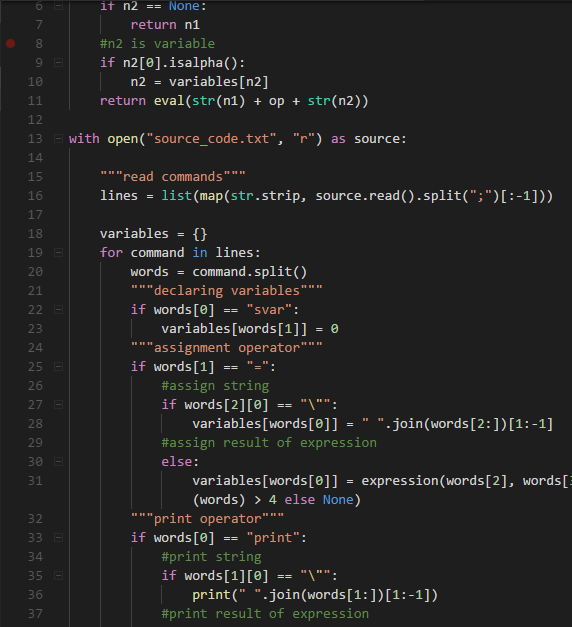 6 if n2 == None:
7 return n1
8 #n2 is variable
9 if n2[0].isalpha():
10 n2 = variables[n2]
11 return eval(str(n1) + op + str(n2))
12
13 with open("source_code.txt", "r") as source:
14
15 """read commands"""
16 lines = list(map(str.strip, source.read().split(";")[:-1]))
17
18 variables = {}
19 for command in lines:
20 words = command.split()
21 """declaring variables"""
22 if words[0] == "svar":
23 variables[words[1]] = 0
24 """assignment operator"""
25 if words[1] == "=":
26 #assign string
27 if words[2][0] == "\"":
28 variables[words[0]] = " ".join(words[2:])[1:-1]
29 #assign result of expression
30 else:
31 variables[words[0]] = expression(words[2], words[
(words) > 4 else None)
32 """print operator"""
33 if words[0] == "print":
34 #print string
35 if words[1][0] == "\"":
36 print(" ".join(words[1:])[1:-1])
37 #print result of expression